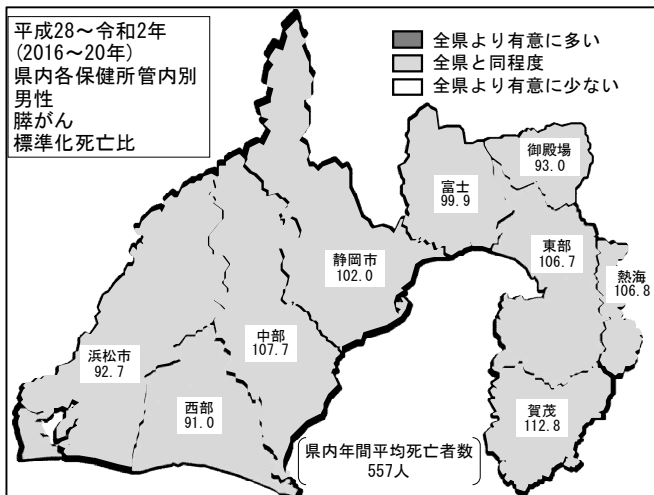 平成28～令和2年
(2016～20年)
県内各保健所管内別
男性
膵がん
標準化死亡比
全県より有意に多い
全県と同程度
全県より有意に少ない
御殿場
93.0
富士
99.9
東部
106.7
熱海
106.8
静岡市
102.0
中部
107.7
浜松市
92.7
西部
91.0
賀茂
112.8
県内年間平均死亡者数
557人